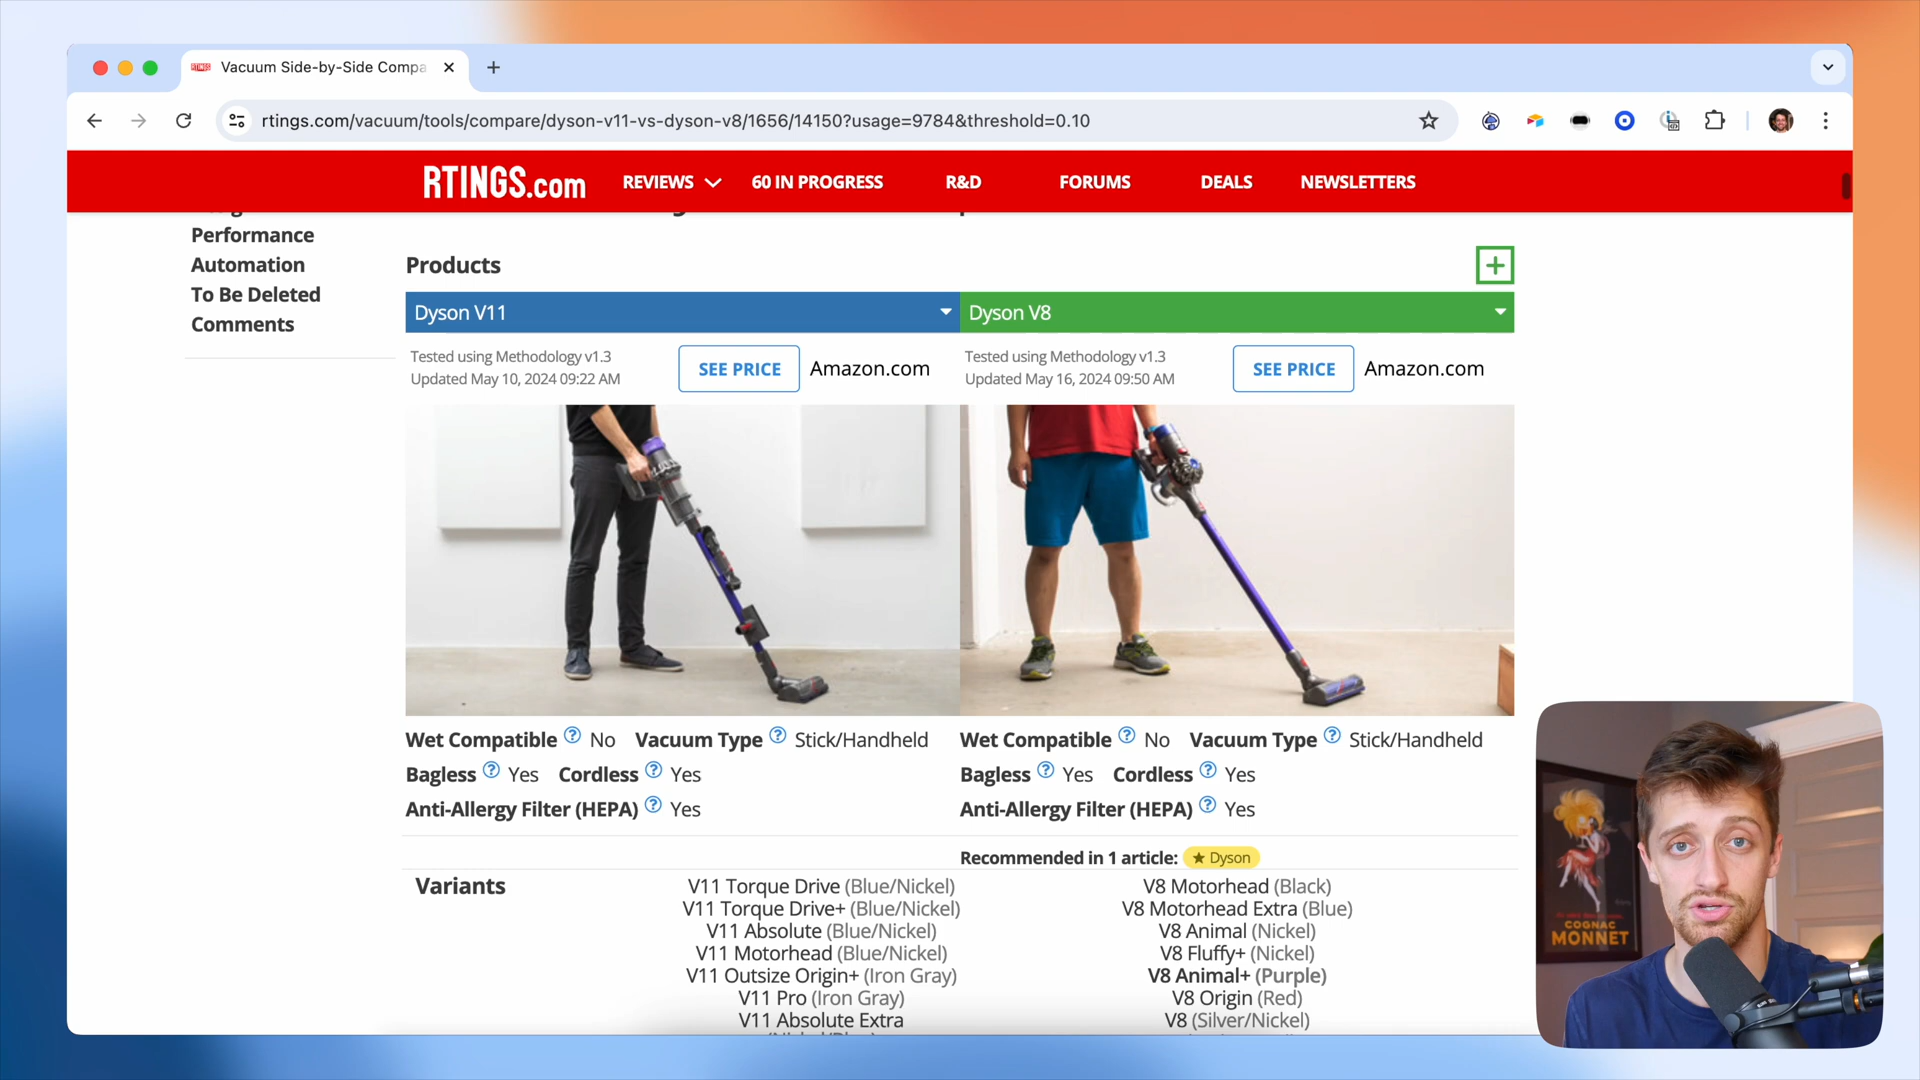 RTINGS
Vacuum Side-by-Side Compa
rtings.com/vacuum/tools/compare/dyson-v11-vs-dyson-v8/1656/14150?usage=9784&threshold=0.10
RTINGS.com
REVIEWS
60 IN PROGRESS
R&D
FORUMS
DEALS
NEWSLETTERS
Performance
Automation
To Be Deleted
Comments
Products
Dyson V11
Dyson V8
Tested using Methodology v1.3
Updated May 10, 2024 09:22 AM
SEE PRICE
Amazon.com
Tested using Methodology v1.3
Updated May 16, 2024 09:50 AM
SEE PRICE
Amazon.com
Wet Compatible ? No Vacuum Type ? Stick/Handheld
Bagless ? Yes Cordless ? Yes
Anti-Allergy Filter (HEPA) ? Yes
Wet Compatible ? No Vacuum Type ? Stick/Handheld
Bagless ? Yes Cordless ? Yes
Anti-Allergy Filter (HEPA) ? Yes
Recommended in 1 article: ★ Dyson
Variants
V11 Torque Drive (Blue/Nickel)
V11 Torque Drive+ (Blue/Nickel)
V11 Absolute (Blue/Nickel)
V11 Motorhead (Blue/Nickel)
V11 Outsize Origin+ (Iron Gray)
V11 Pro (Iron Gray)
V11 Absolute Extra
V8 Motorhead (Black)
V8 Motorhead Extra (Blue)
V8 Animal (Nickel)
V8 Fluffy+ (Nickel)
V8 Animal+ (Purple)
V8 Origin (Red)
V8 (Silver/Nickel)
COGNAC
MONNET